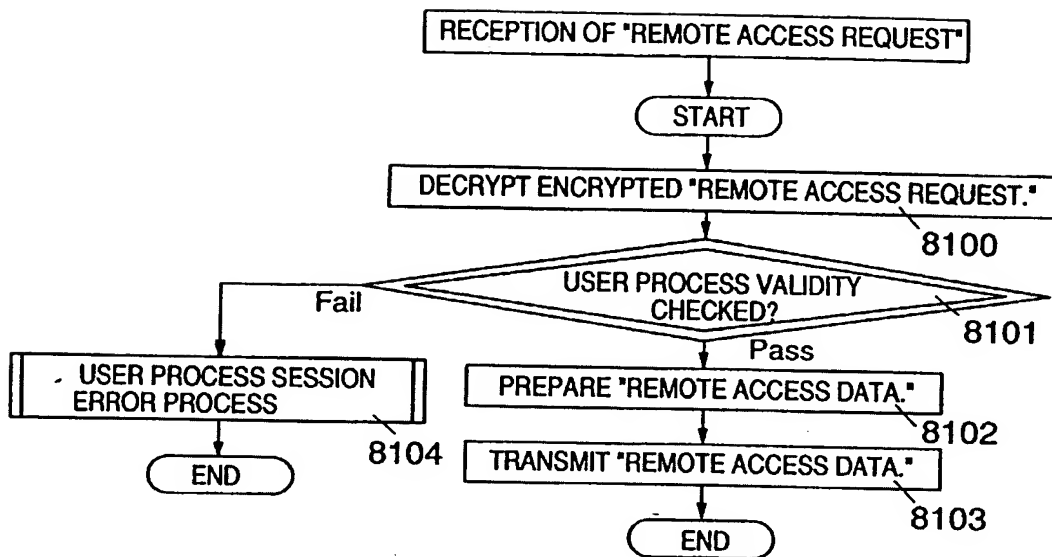 RECEPTION OF "REMOTE ACCESS REQUEST"
START
DECRYPT ENCRYPTED "REMOTE ACCESS REQUEST."
8100
USER PROCESS VALIDITY
CHECKED?
8101
Fail
Pass
USER PROCESS SESSION
ERROR PROCESS
8104
END
PREPARE "REMOTE ACCESS DATA."
8102
TRANSMIT "REMOTE ACCESS DATA."
8103
END